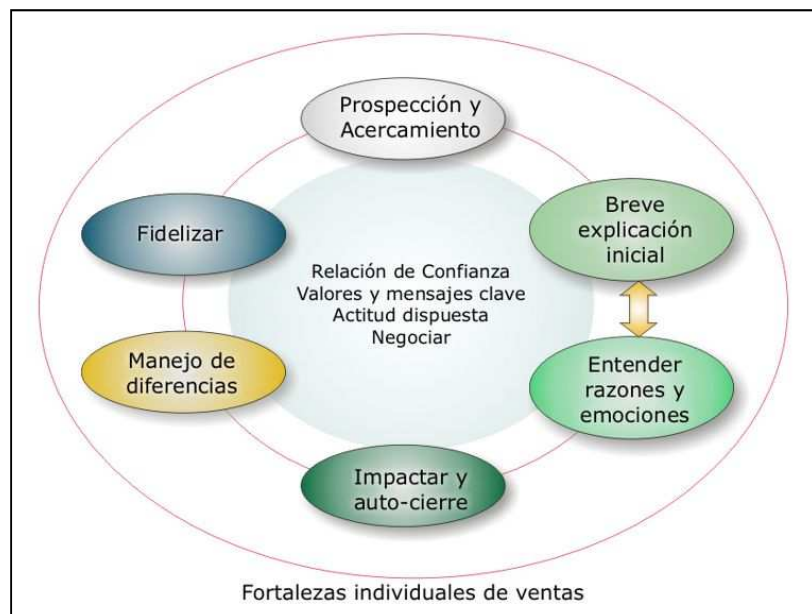 Prospección y
Acercamiento
Breve
explicación
inicial
Fidelizar
Relación de Confianza
Valores y mensajes clave
Actitud dispuesta
Negociar
Manejo de
diferencias
Entender
razones y
emociones
Impactar y
auto-cierre
Fortalezas individuales de ventas